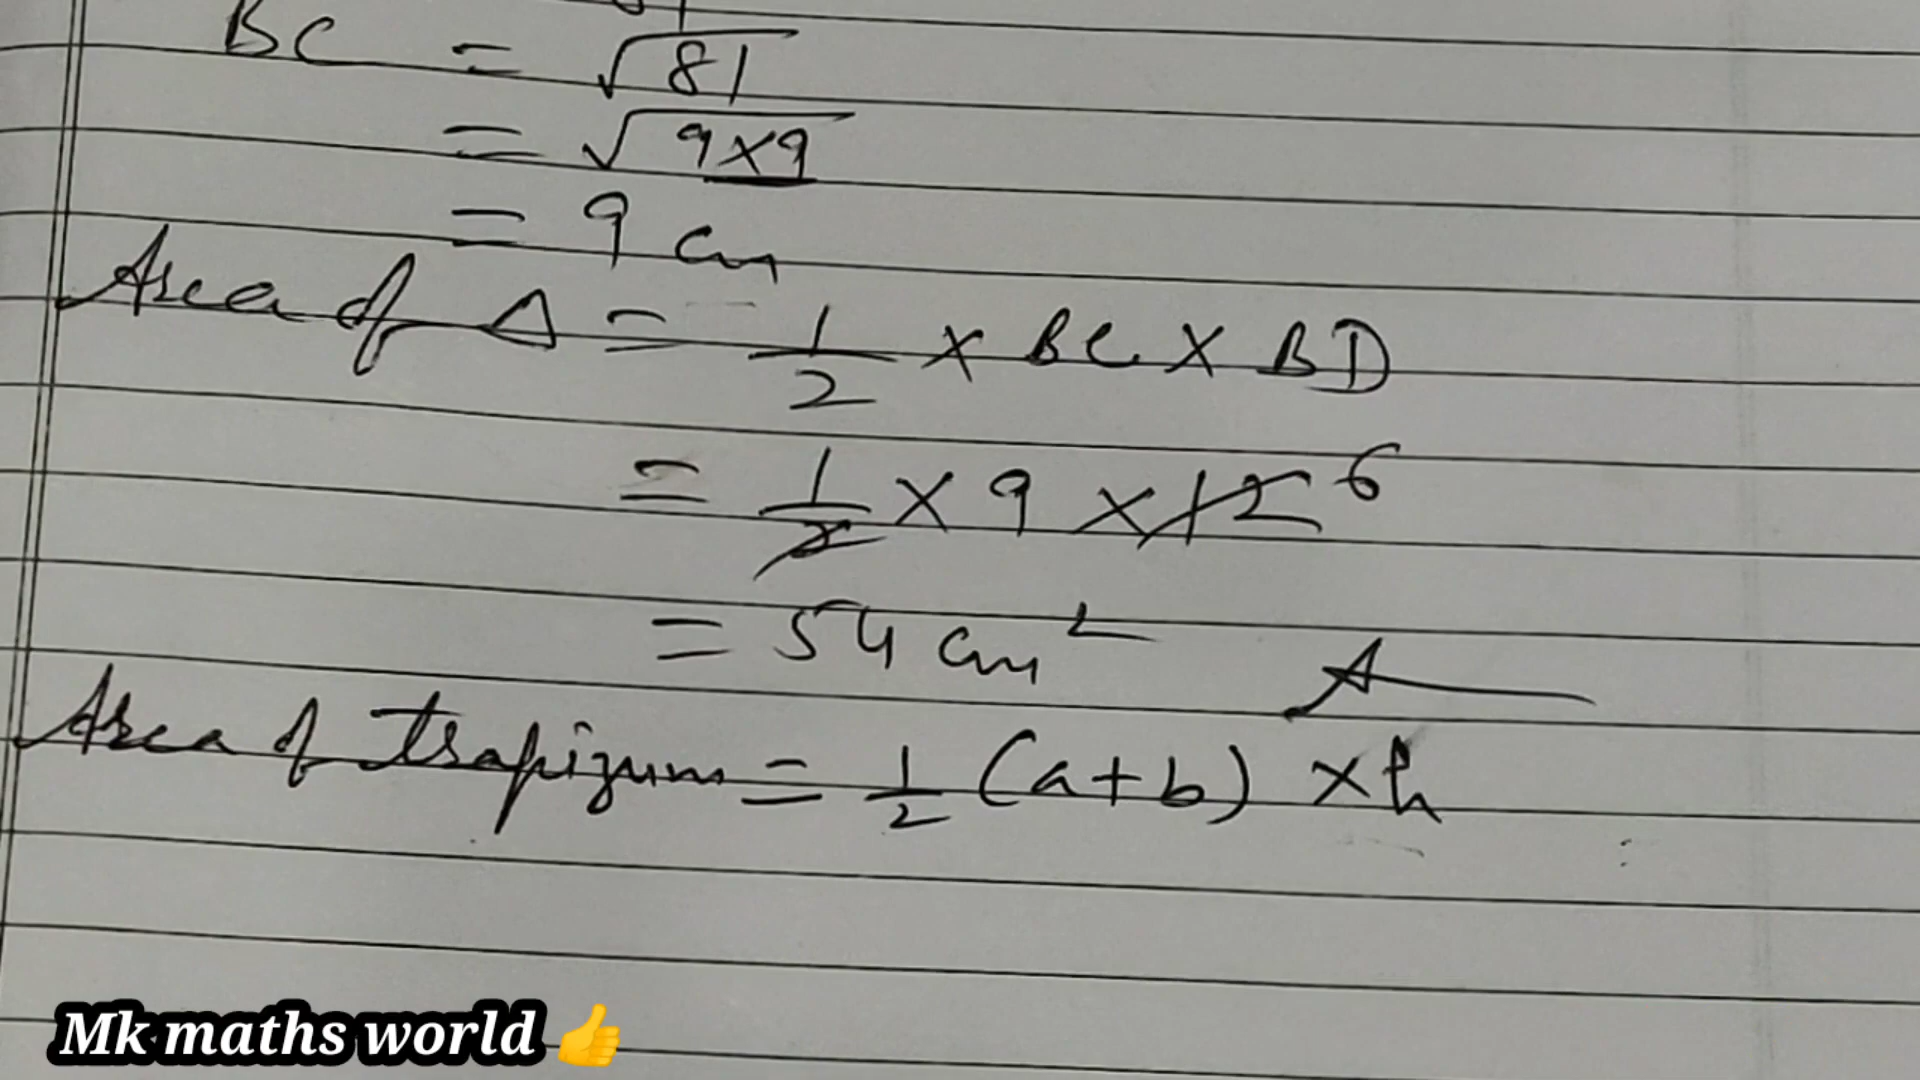 BC = √81
= √9×9
= 9 cm
Area of Δ = 1/2 × BC × BD
= 1/2 × 9 × 12 6
= 54 cm²
Area of trapizum = 1/2 (a+b) × h
Mk maths world 👍